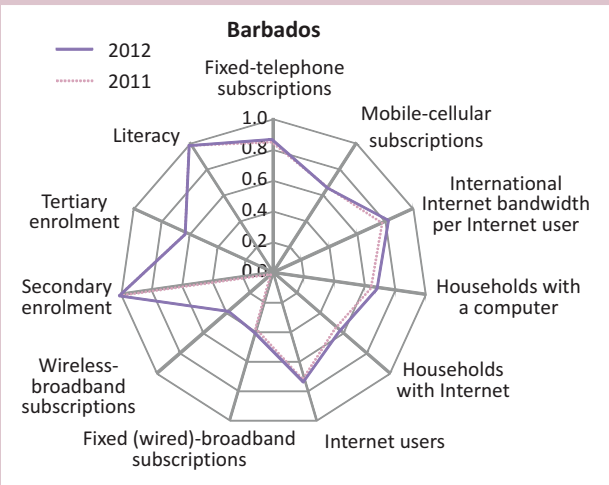 Barbados
2012
2011
Fixed-telephone
subscriptions
Mobile-cellular
subscriptions
International
Internet bandwidth
per Internet user
Households with
a computer
Households
with Internet
Internet users
Fixed (wired)-broadband
subscriptions
Wireless-
broadband
subscriptions
Secondary
enrolment
Tertiary
enrolment
Literacy
1.0
0.8
0.6
0.4
0.2
0.0